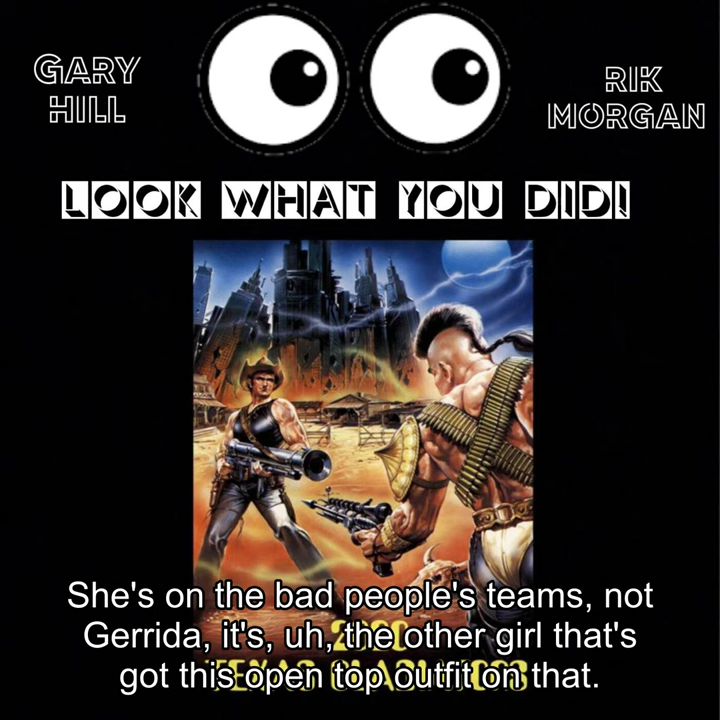 GARY
HILL
RIK
MORGAN
LOOK WHAT YOU DID!
She's on the bad people's teams, not
Gerrida, it's, uh, the other girl that's
got this open top outfit on that.